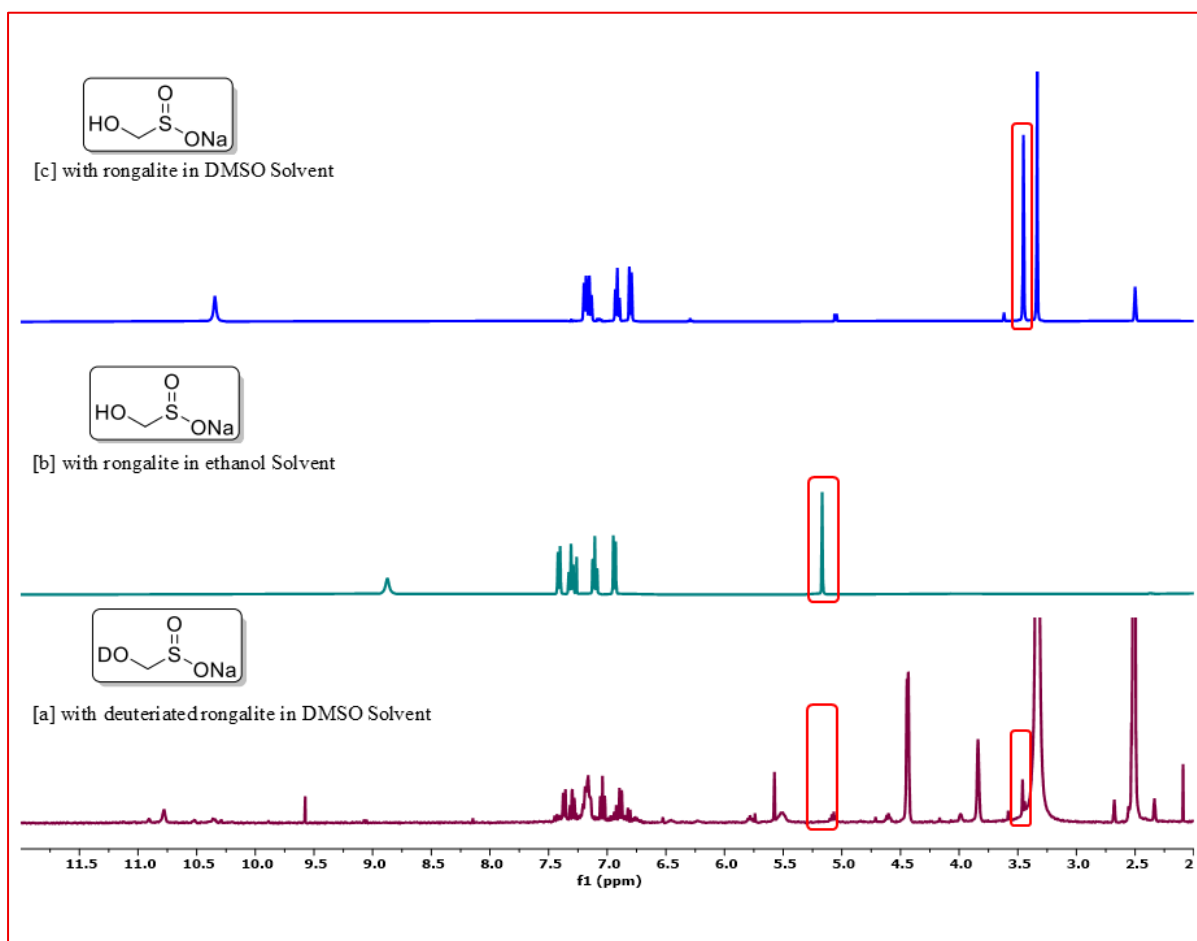 O
HO
S
ONa
[c] with rongalite in DMSO Solvent
O
HO
S
ONa
[b] with rongalite in ethanol Solvent
O
DO
S
ONa
[a] with deuteriated rongalite in DMSO Solvent
11.5 11.0 10.5 10.0 9.5 9.0 8.5 8.0 7.5 7.0 6.5 6.0 5.5 5.0 4.5 4.0 3.5 3.0 2.5 2
f1 (ppm)